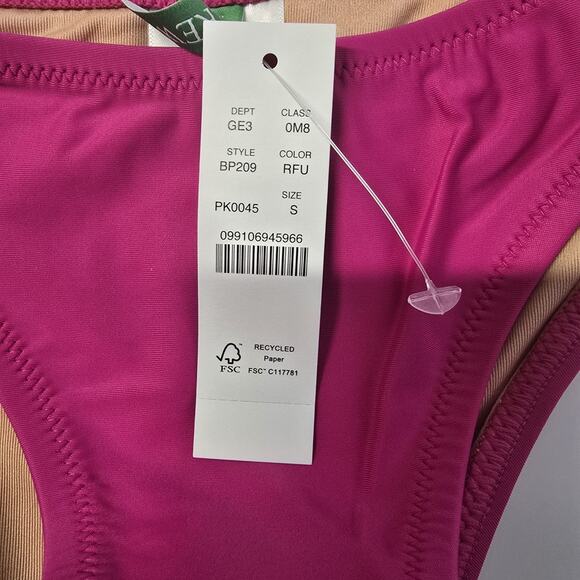 DEPT CLASS
GE3 0M8
STYLE COLOR
BP209 RFU
SIZE
PK0045 S
099106945966
FSC
RECYCLED
Paper
FSC™ C117781